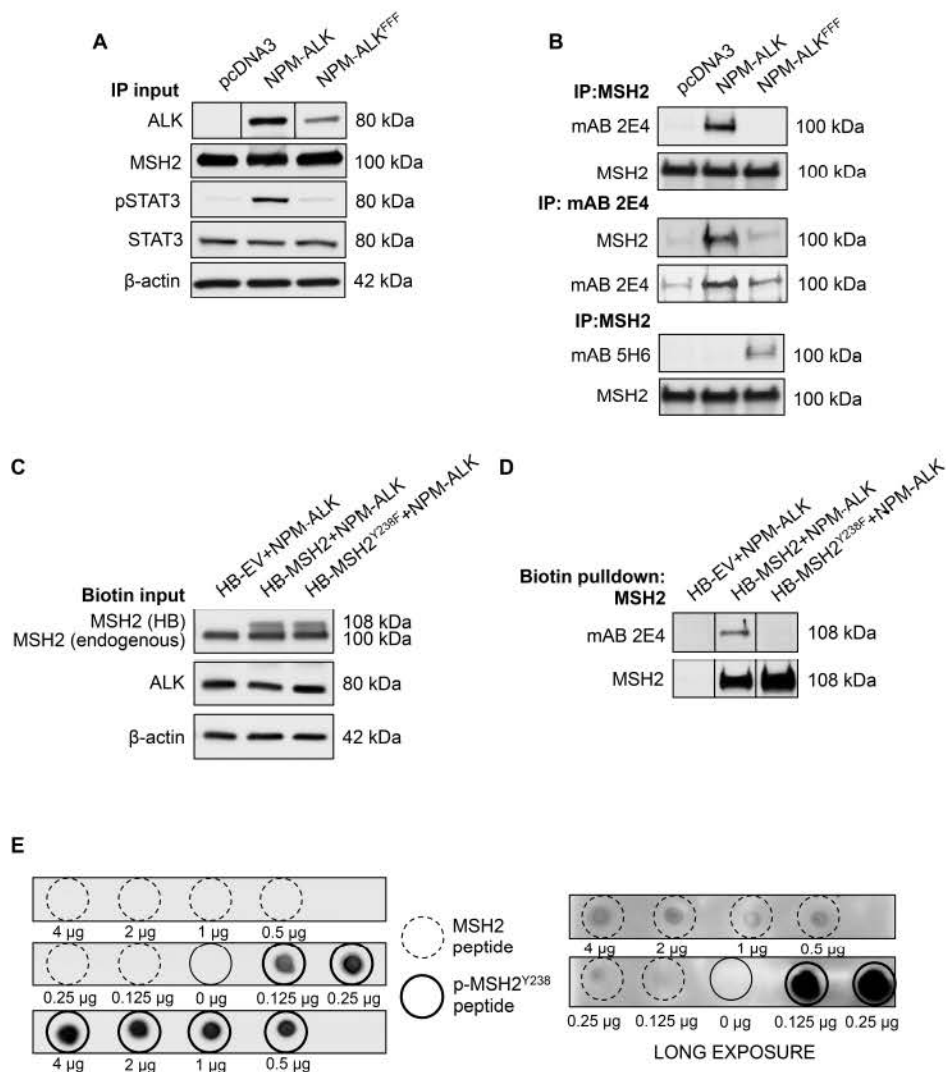 A
pcDNA3 NPM-ALK NPM-ALKFFF
IP input
ALK 80 kDa
MSH2 100 kDa
pSTAT3 80 kDa
STAT3 80 kDa
β-actin 42 kDa
B
pcDNA3 NPM-ALK NPM-ALKFFF
IP:MSH2
mAB 2E4 100 kDa
MSH2 100 kDa
IP: mAB 2E4
MSH2 100 kDa
mAB 2E4 100 kDa
IP:MSH2
mAB 5H6 100 kDa
MSH2 100 kDa
C
HB-EV+NPM-ALK HB-MSH2+NPM-ALK HB-MSH2Y238F+NPM-ALK
Biotin input
MSH2 (HB) 108 kDa
MSH2 (endogenous) 100 kDa
ALK 80 kDa
β-actin 42 kDa
D
HB-EV+NPM-ALK HB-MSH2+NPM-ALK HB-MSH2Y238F+NPM-ALK
Biotin pulldown:
MSH2
mAB 2E4 108 kDa
MSH2 108 kDa
E
4 µg 2 µg 1 µg 0.5 µg
0.25 µg 0.125 µg 0 µg 0.125 µg 0.25 µg
4 µg 2 µg 1 µg 0.5 µg
MSH2
peptide
p-MSH2Y238
peptide
4 µg 2 µg 1 µg 0.5 µg
0.25 µg 0.125 µg 0 µg 0.125 µg 0.25 µg
LONG EXPOSURE